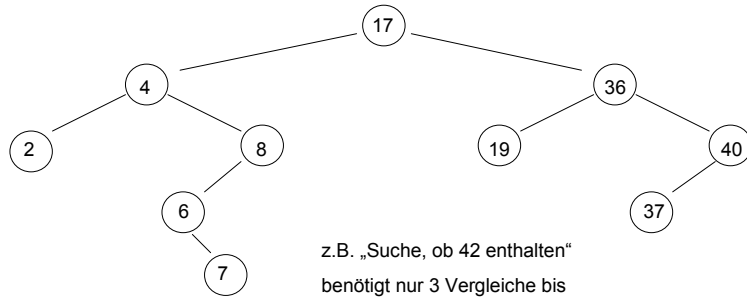 17
4 36
2 8 19 40
6 37
7
z.B. „Suche, ob 42 enthalten“
benötigt nur 3 Vergleiche bis